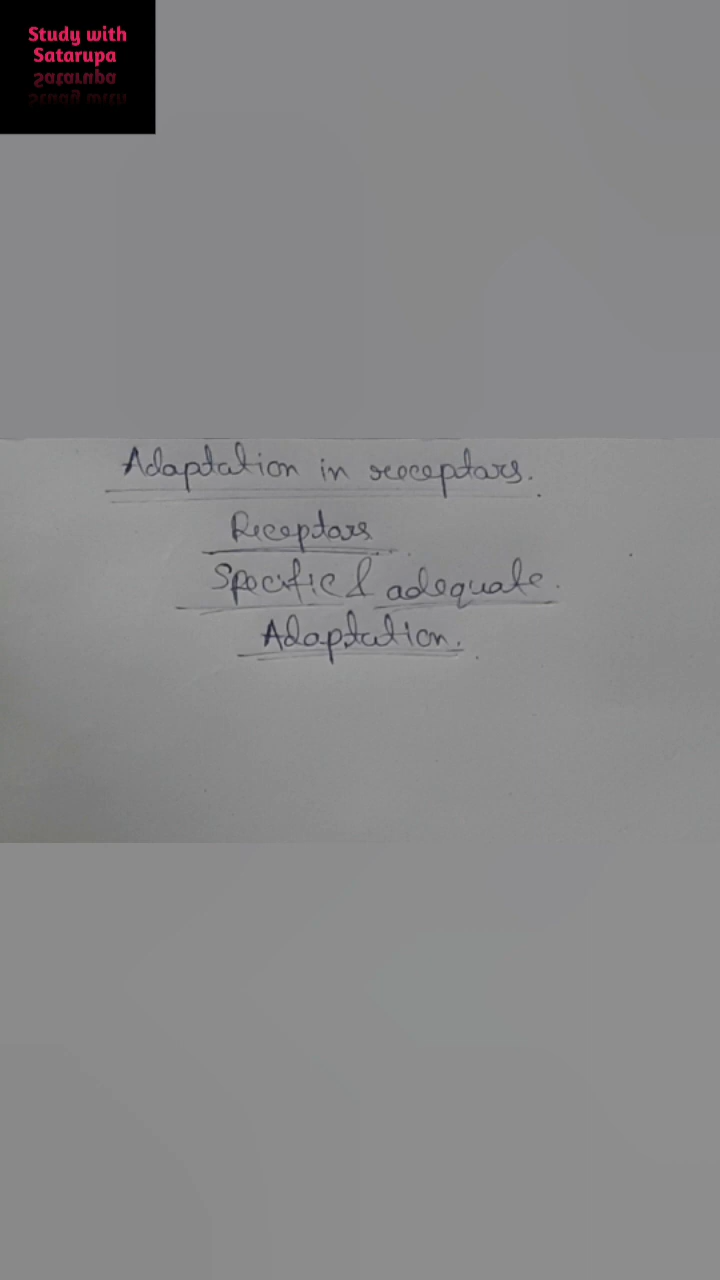 Study with
Satarupa
Adaptation in receptors.
Receptors
Specific & adequate.
Adaptation.